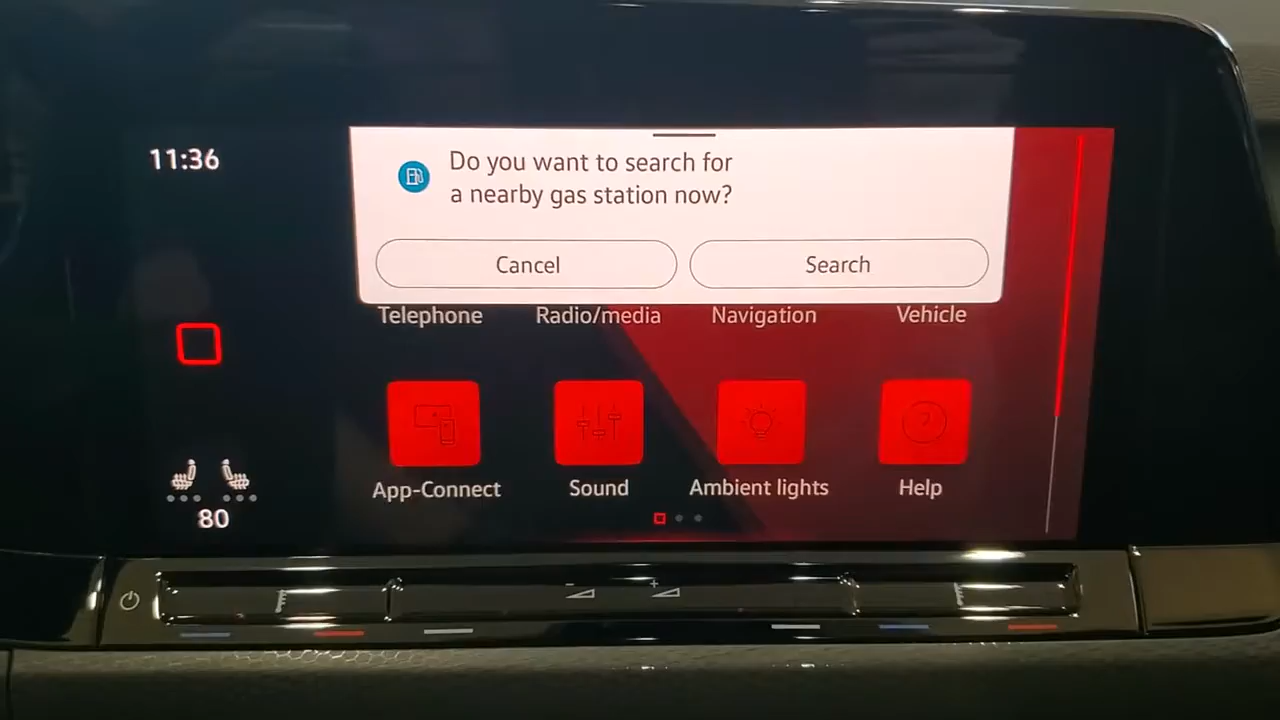 11:36
Do you want to search for
a nearby gas station now?
Cancel
Search
Telephone
Radio/media
Navigation
Vehicle
App-Connect
Sound
Ambient lights
Help
80